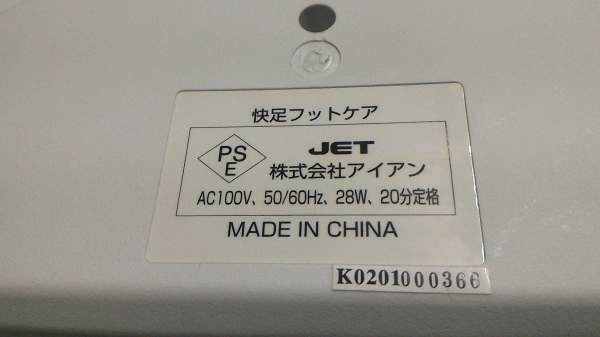 快足フットケア
PS
E
JET
株式会社アイアン
AC100V、50/60Hz、28W、20分定格
MADE IN CHINA
K0201000366